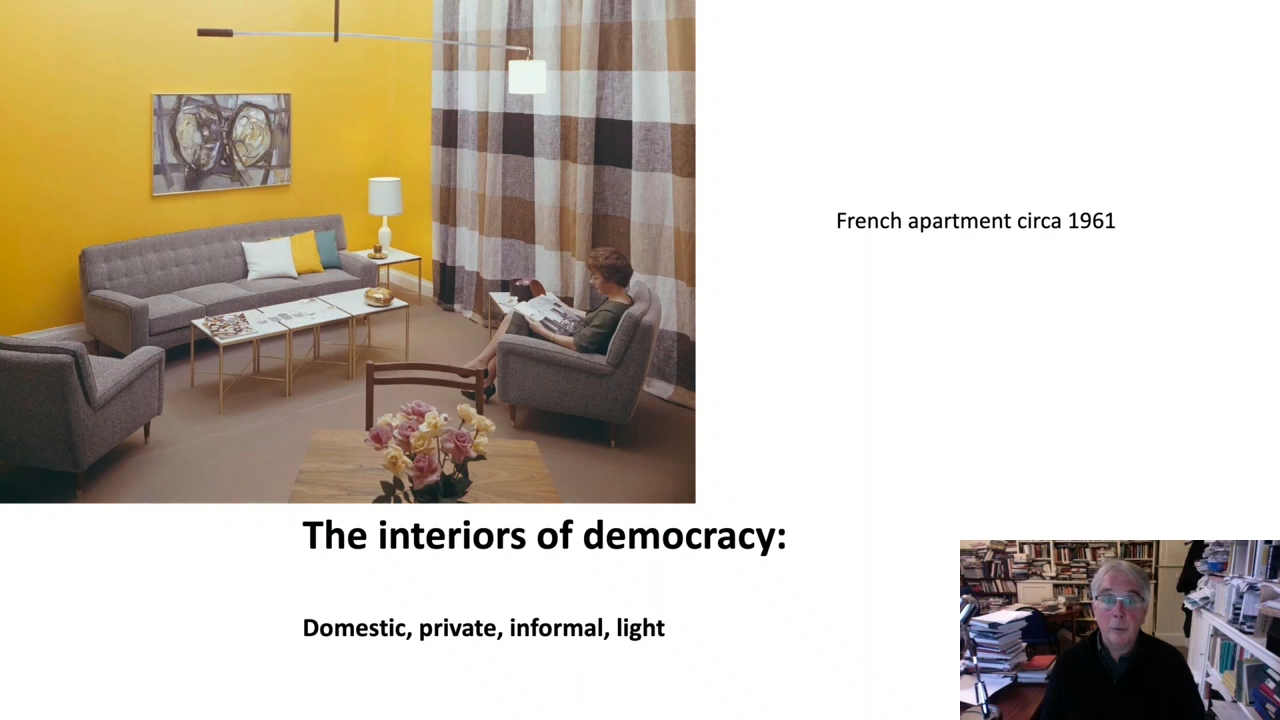 French apartment circa 1961
The interiors of democracy:
Domestic, private, informal, light